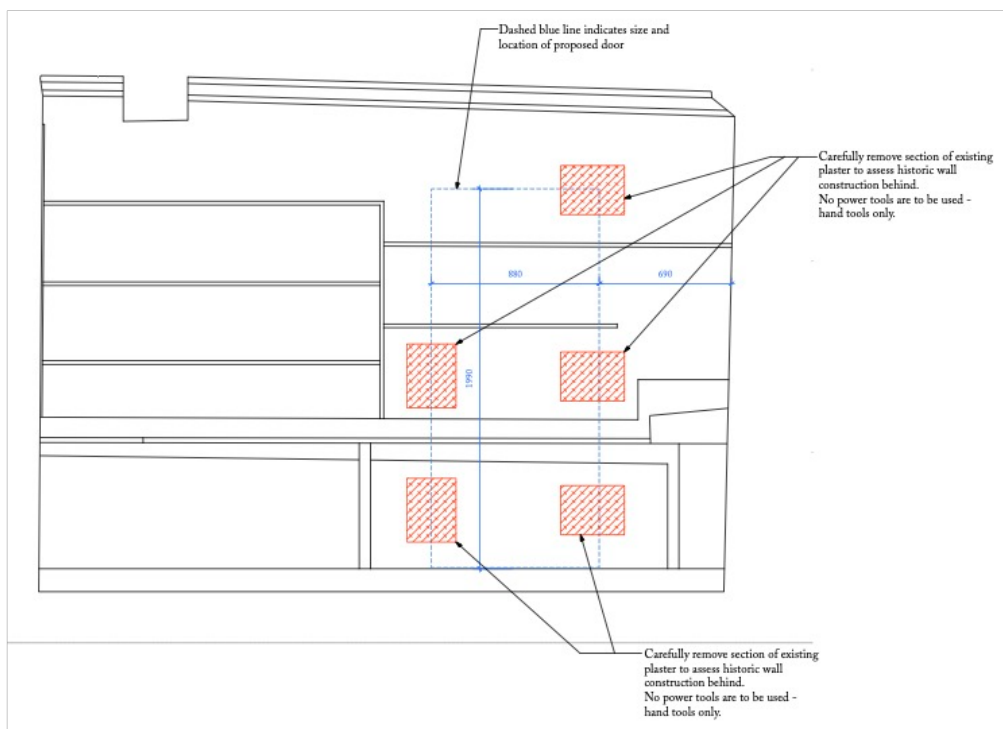 Dashed blue line indicates size and
location of proposed door
Carefully remove section of existing
plaster to assess historic wall
construction behind.
No power tools are to be used -
hand tools only.
880
690
1990
Carefully remove section of existing
plaster to assess historic wall
construction behind.
No power tools are to be used -
hand tools only.